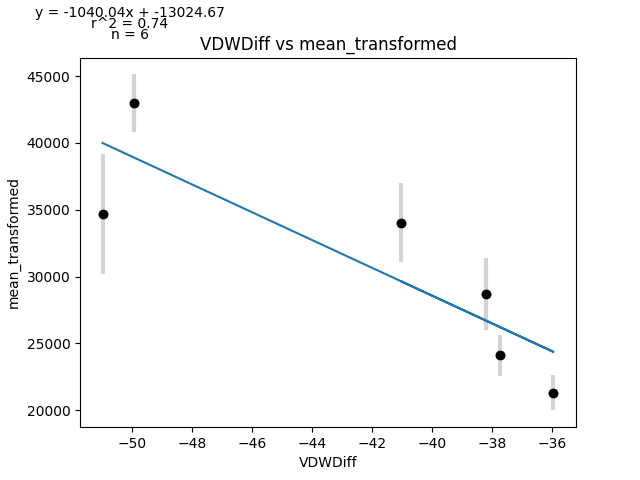 y = -1040.04x + -13024.67
r^2 = 0.74
n = 6
VDWDiff vs mean_transformed
45000
40000
35000
30000
25000
20000
mean_transformed
−50 −48 −46 −44 −42 −40 −38 −36
VDWDiff